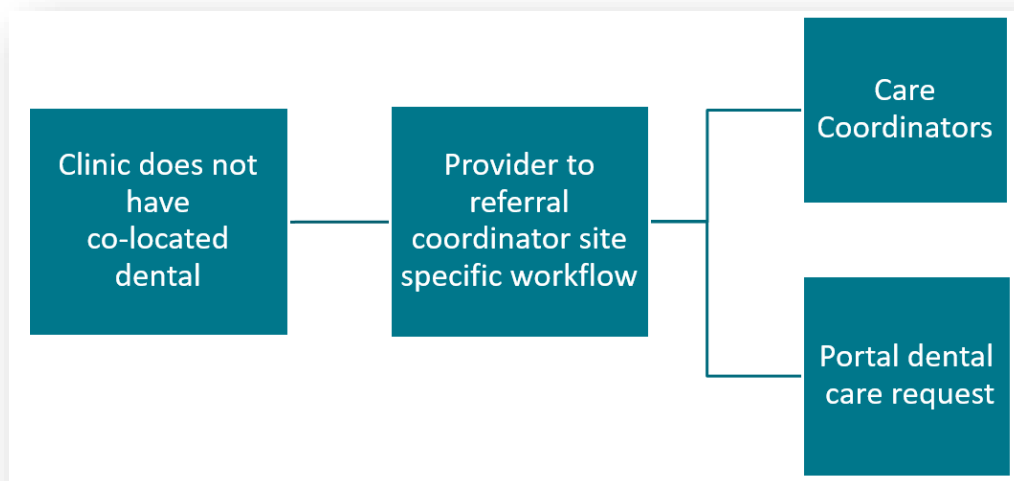 Clinic does not
have
co-located
dental
Provider to
referral
coordinator site
specific workflow
Care
Coordinators
Portal dental
care request